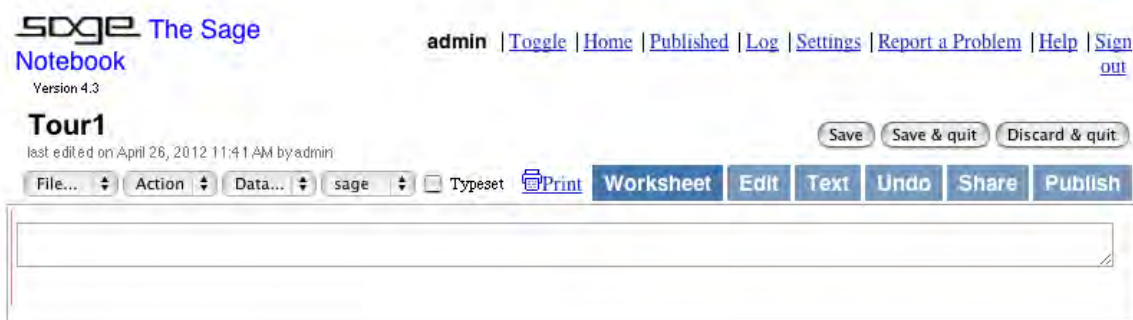 sage The Sage
Notebook
Version 4.3
admin | Toggle | Home | Published | Log | Settings | Report a Problem | Help | Sign
out
Tour1
last edited on April 26, 2012 11:41 AM by admin
Save Save & quit Discard & quit
File... Action Data... sage Typeset Print Worksheet Edit Text Undo Share Publish